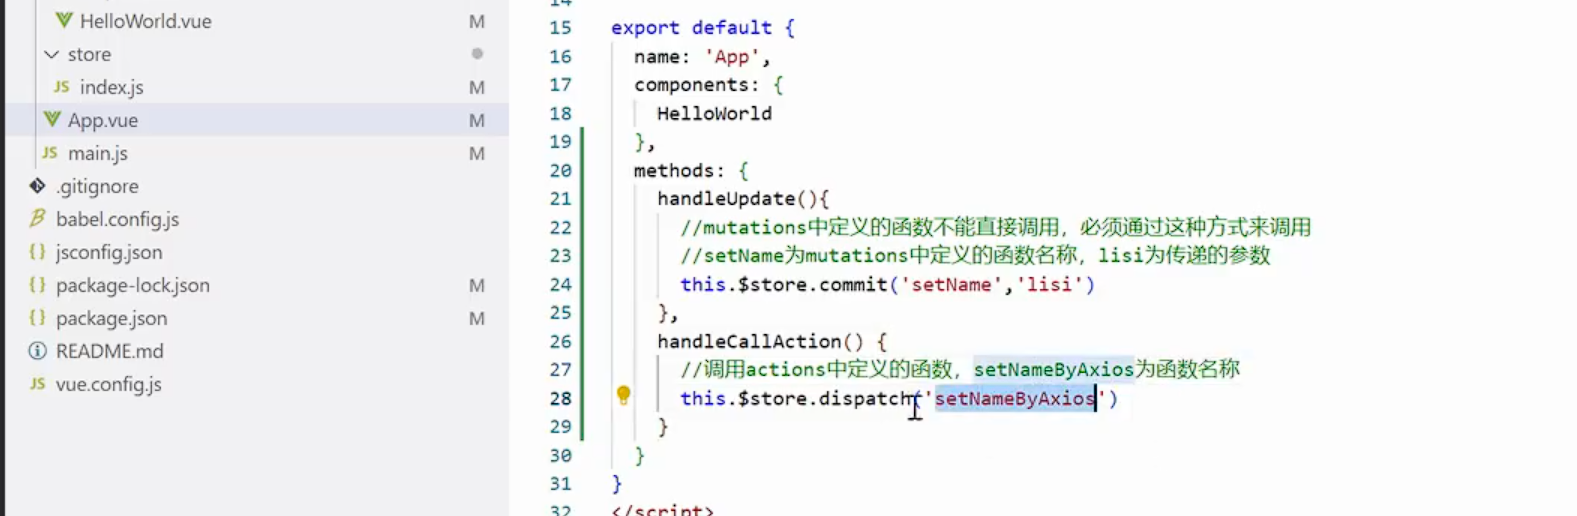 HelloWorld.vue M
store
JS index.js M
App.vue M
JS main.js M
.gitignore
babel.config.js
{} jsconfig.json
{} package-lock.json M
{} package.json M
README.md
JS vue.config.js
14
15 export default {
16 name: 'App',
17 components: {
18 HelloWorld
19 },
20 methods: {
21 handleUpdate(){
22 //mutations中定义的函数不能直接调用，必须通过这种方式来调用
23 //setName为mutations中定义的函数名称，lisi为传递的参数
24 this.$store.commit('setName','lisi')
25 },
26 handleCallAction() {
27 //调用actions中定义的函数，setNameByAxios为函数名称
28 this.$store.dispatch('setNameByAxios')
29 }
30 }
31 }
32 </script>